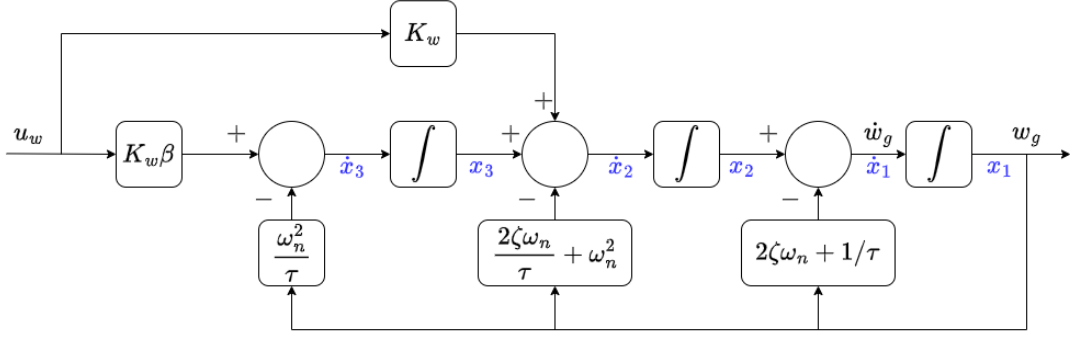 K_w
+
u_w
K_wβ
+
∫
+
∫
+
ẇ_g
∫
w_g
ẋ_3
x_3
ẋ_2
x_2
ẋ_1
x_1
−
−
−
ω_n^2/τ
2ζω_n/τ + ω_n^2
2ζω_n + 1/τ